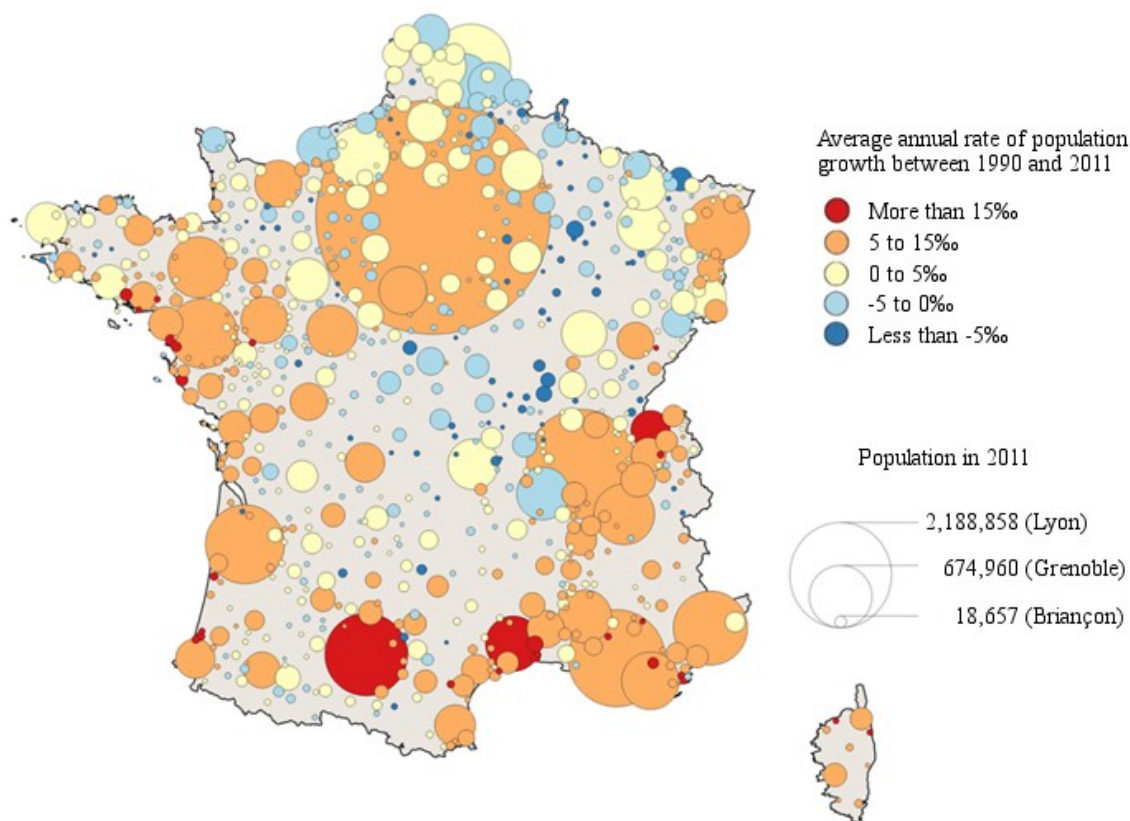 Average annual rate of population
growth between 1990 and 2011
More than 15‰
5 to 15‰
0 to 5‰
-5 to 0‰
Less than -5‰
Population in 2011
2,188,858 (Lyon)
674,960 (Grenoble)
18,657 (Briançon)